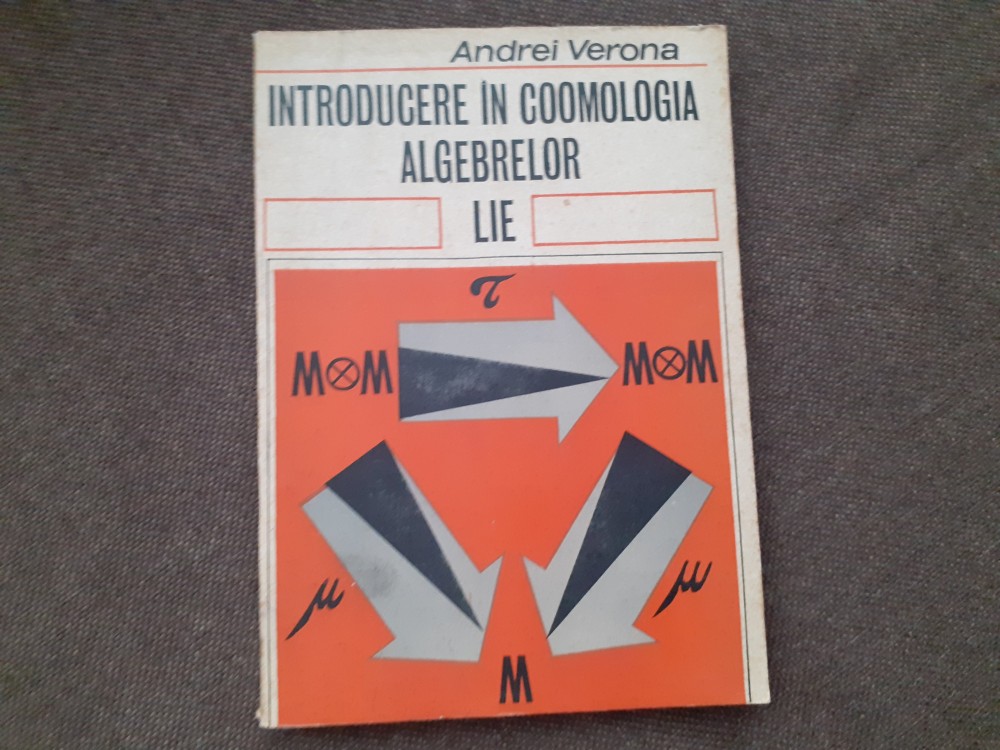 Andrei Verona
INTRODUCERE ÎN COOMOLOGIA
ALGEBRELOR
LIE
τ
M⊗M M⊗M
μ μ
M